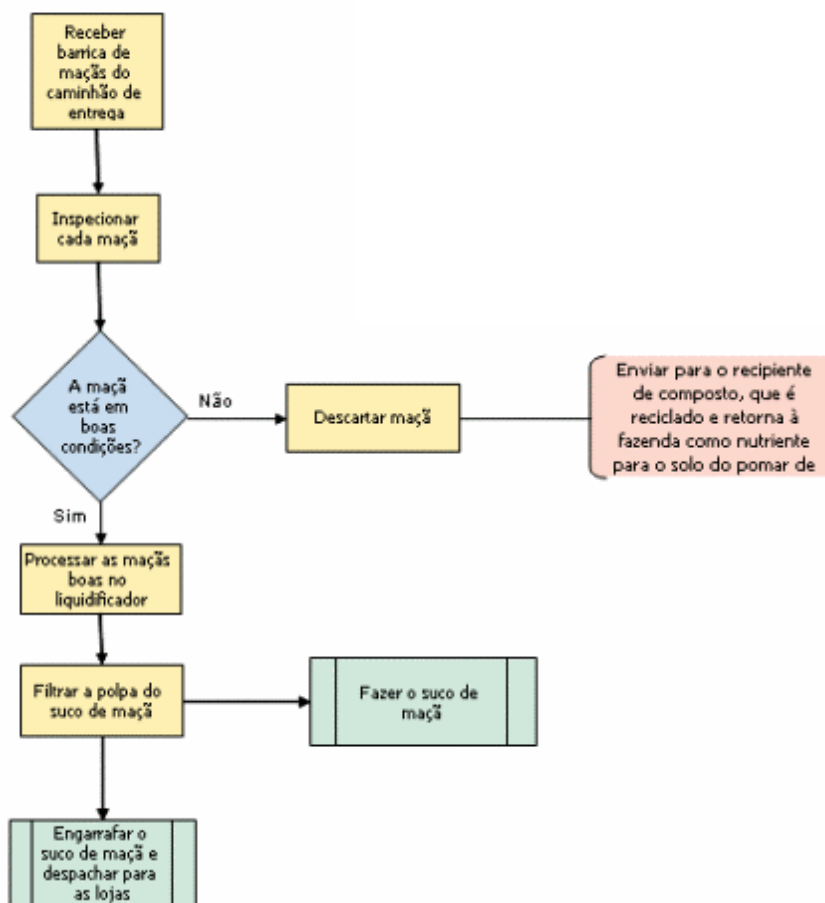 Receber
barrica de
maçãs do
caminhão de
entrega
Inspecionar
cada maçã
A maçã
está em
boas
condições?
Não
Descartar maçã
Enviar para o recipiente
de composto, que é
reciclado e retorna à
fazenda como nutriente
para o solo do pomar de
Sim
Processar as maçãs
boas no
liquidificador
Filtrar a polpa do
suco de maçã
Fazer o suco de
maçã
Engarrafar o
suco de maçã e
despachar para
as lojas